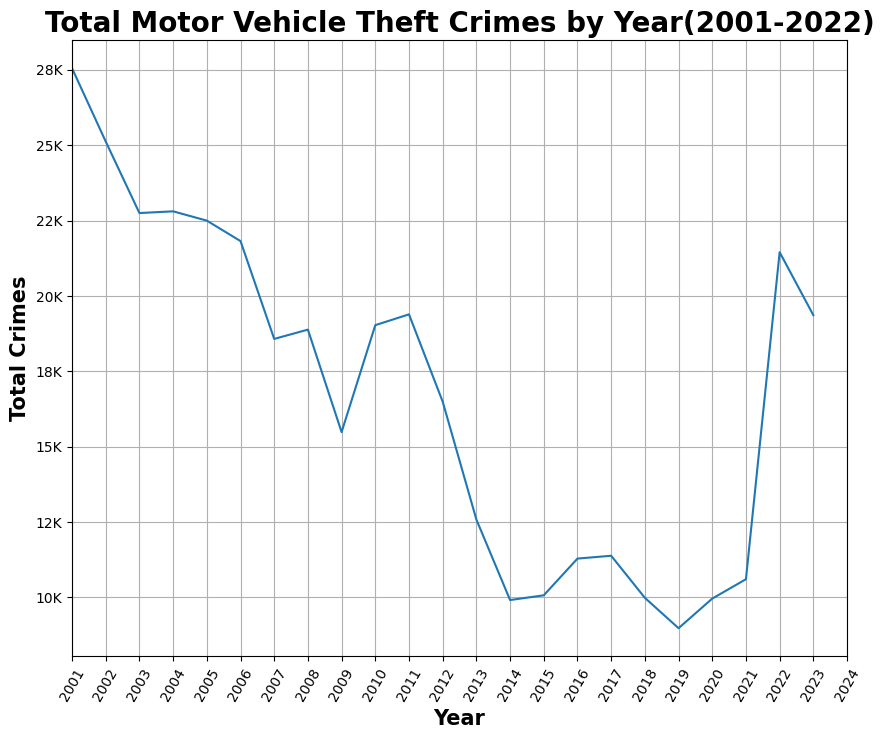 Total Motor Vehicle Theft Crimes by Year(2001-2022)
28K
25K
22K
20K
18K
15K
12K
10K
Total Crimes
2001 2002 2003 2004 2005 2006 2007 2008 2009 2010 2011 2012 2013 2014 2015 2016 2017 2018 2019 2020 2021 2022 2023 2024
Year